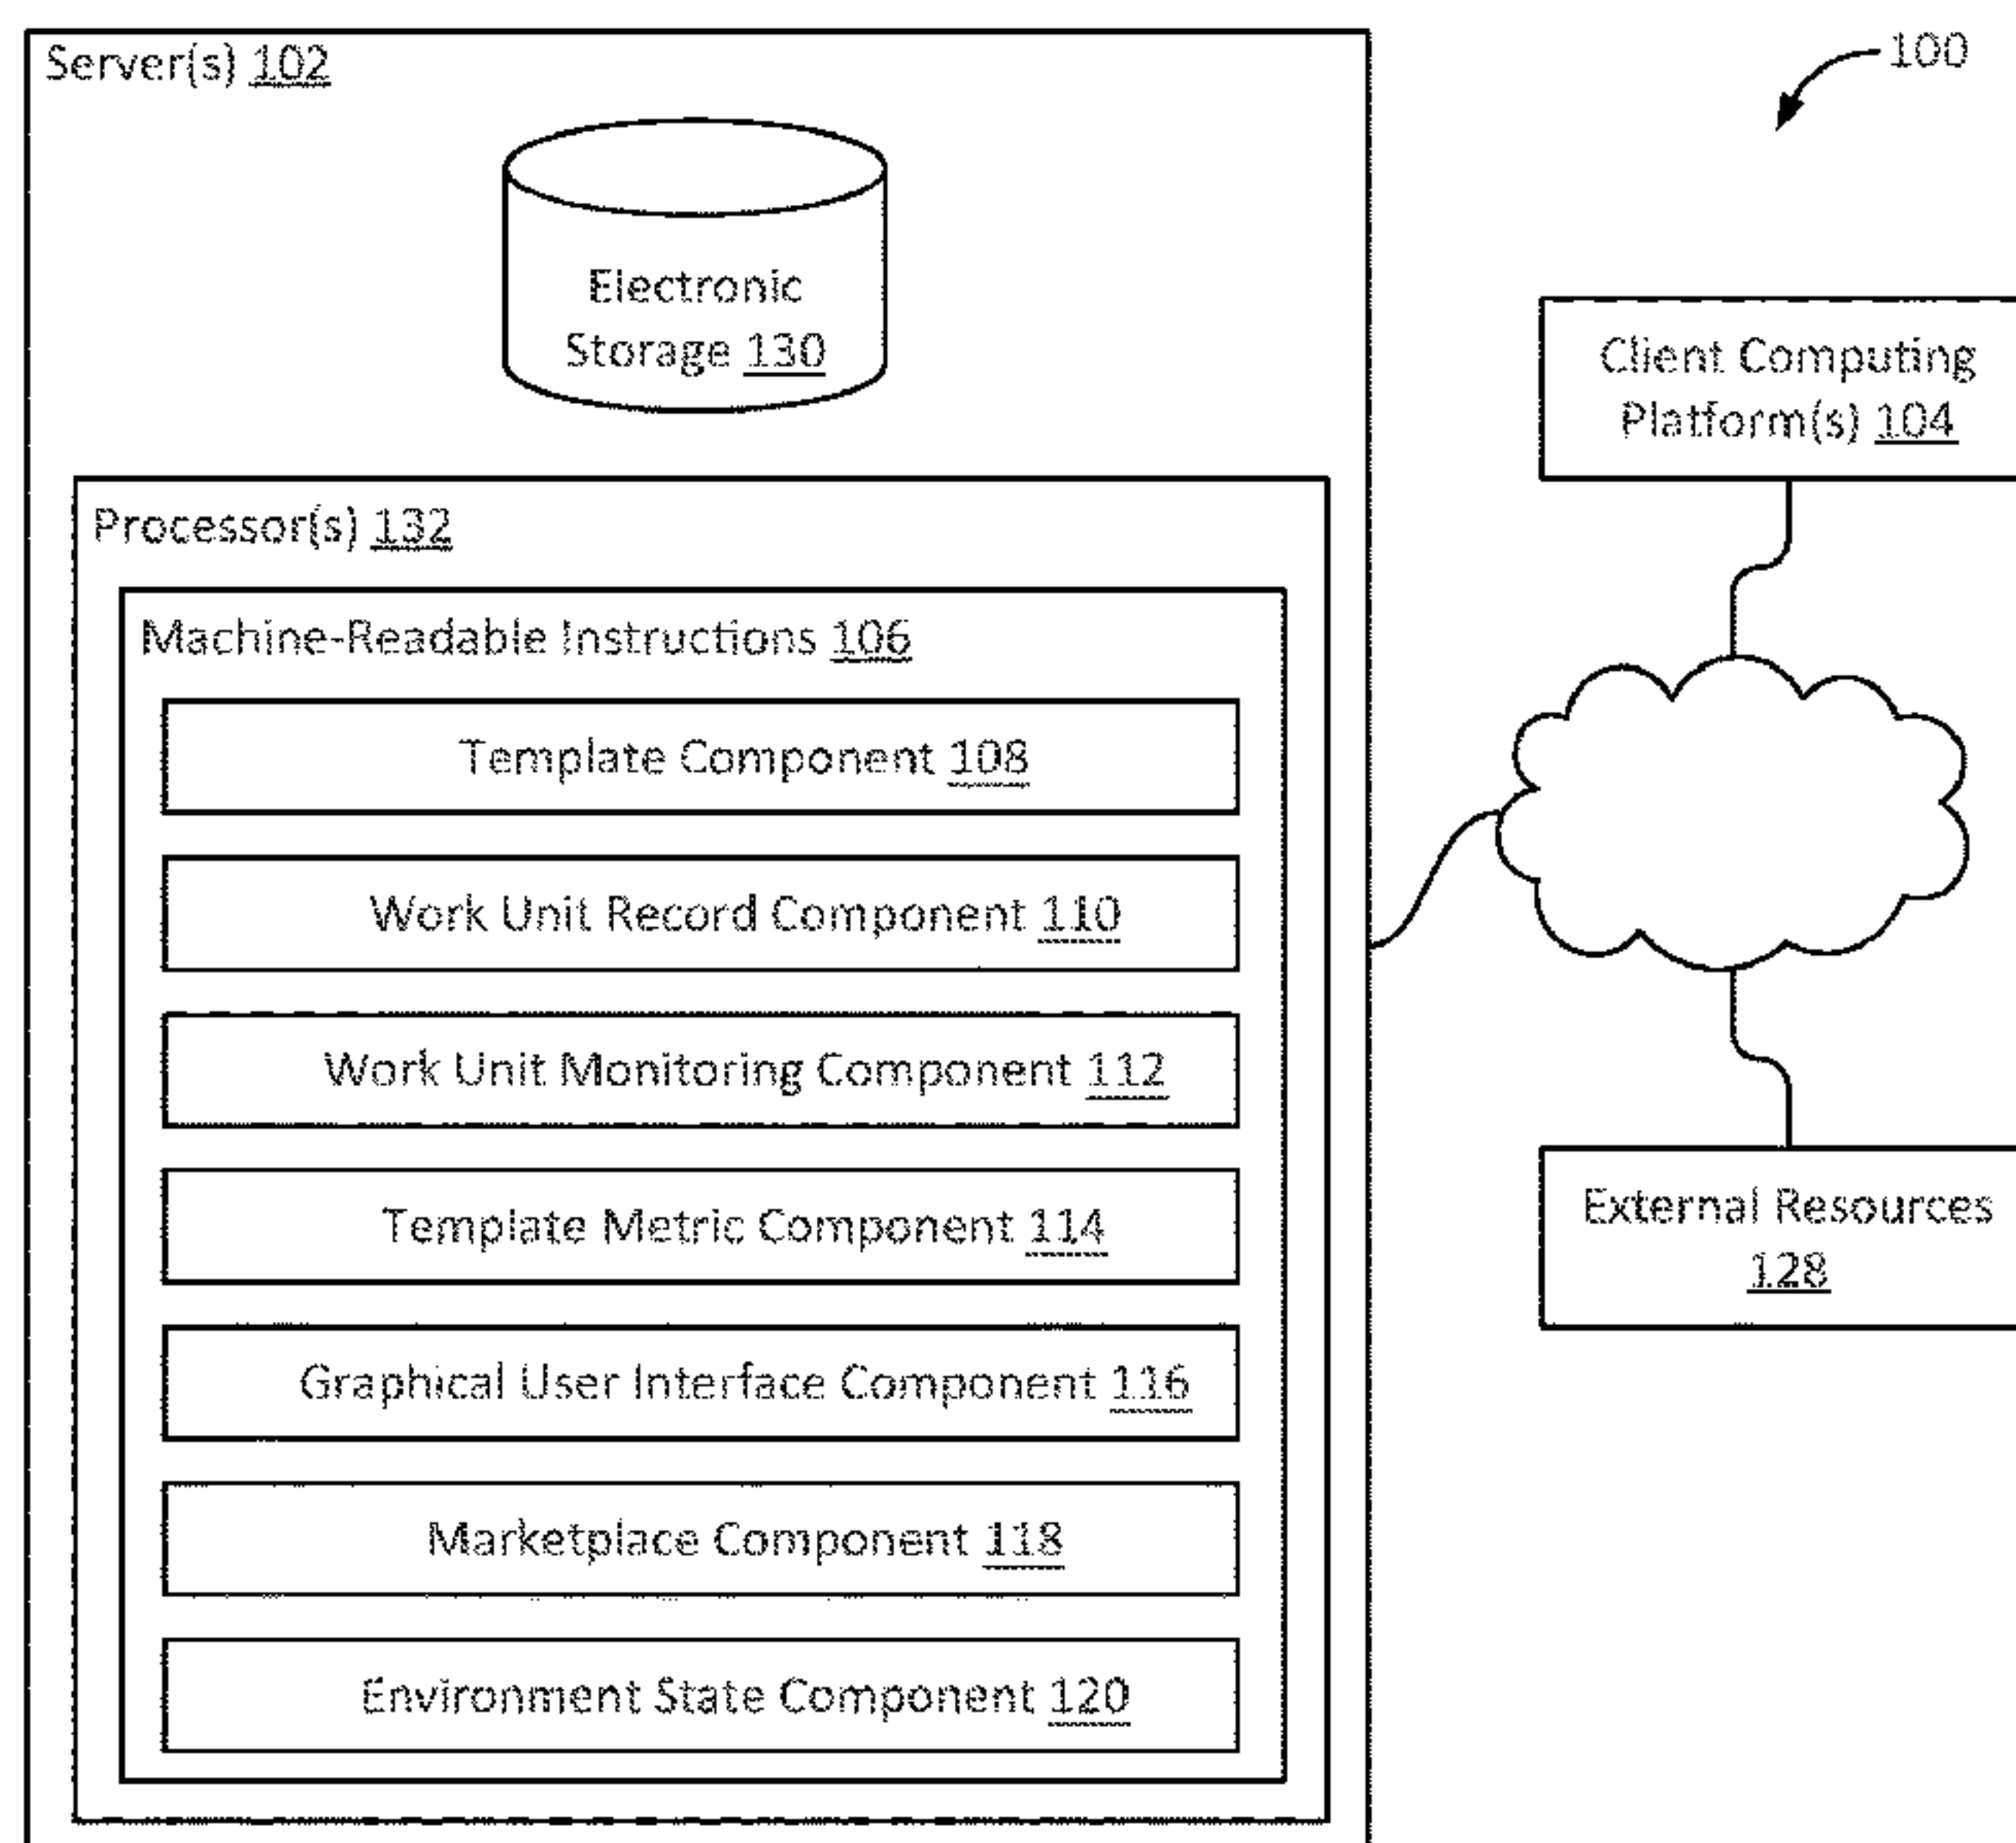 Server(s) 102
100
Electronic
Storage 130
Client Computing
Platform(s) 104
Processor(s) 132
Machine-Readable Instructions 106
Template Component 108
Work Unit Record Component 110
Work Unit Monitoring Component 112
Template Metric Component 114
External Resources
128
Graphical User Interface Component 116
Marketplace Component 118
Environment State Component 120